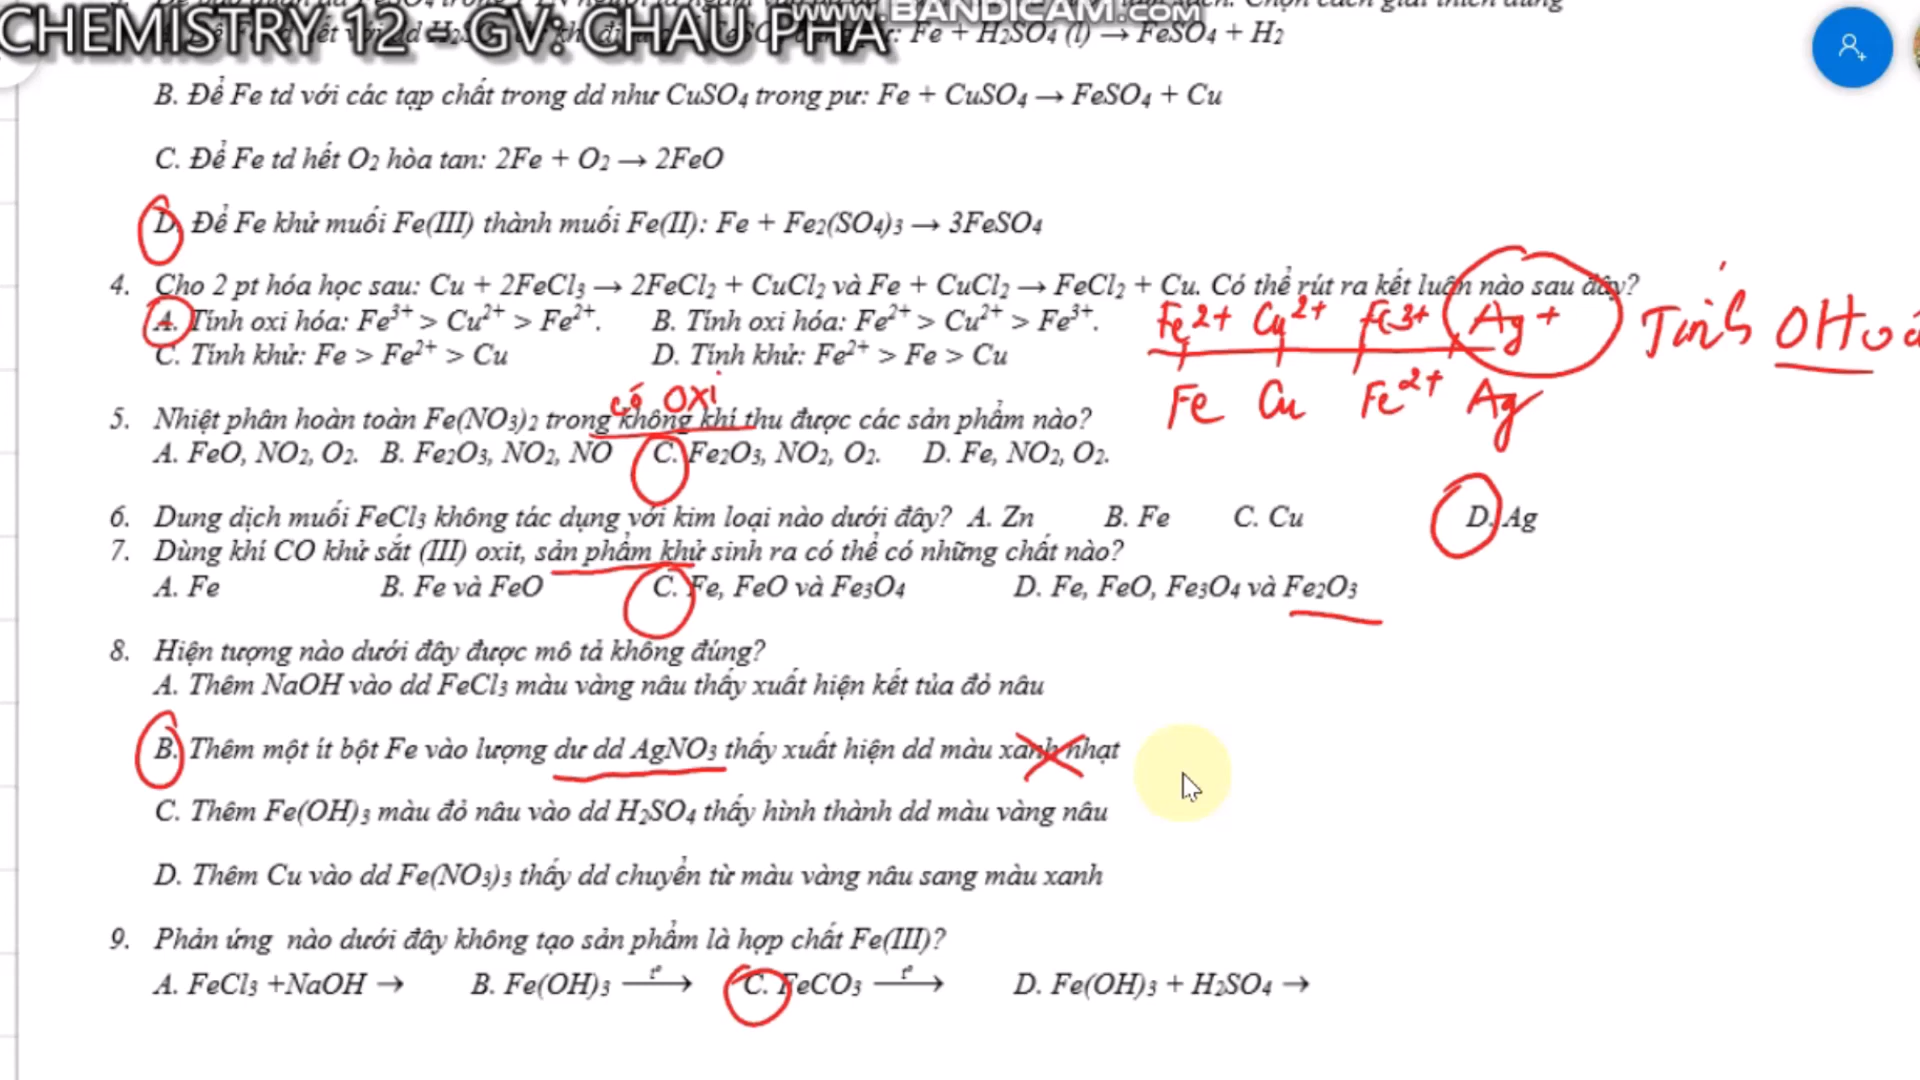 WWW.BANDICAM.COM
CHEMISTRY 12 - GV: CHAU PHA
Fe + H2SO4 (l) → FeSO4 + H2
B. Để Fe td với các tạp chất trong dd như CuSO4 trong pư: Fe + CuSO4 → FeSO4 + Cu
C. Để Fe td hết O2 hòa tan: 2Fe + O2 → 2FeO
D. Để Fe khử muối Fe(III) thành muối Fe(II): Fe + Fe2(SO4)3 → 3FeSO4
4. Cho 2 pt hóa học sau: Cu + 2FeCl3 → 2FeCl2 + CuCl2 và Fe + CuCl2 → FeCl2 + Cu. Có thể rút ra kết luận nào sau đây?
A. Tính oxi hóa: Fe3+ > Cu2+ > Fe2+. B. Tính oxi hóa: Fe2+ > Cu2+ > Fe3+.
Fe2+ Cu2+ Fe3+ Ag+ Tính OH
C. Tính khử: Fe > Fe2+ > Cu D. Tính khử: Fe2+ > Fe > Cu
Fe Cu Fe2+ Ag
có oxi
5. Nhiệt phân hoàn toàn Fe(NO3)2 trong không khí thu được các sản phẩm nào?
A. FeO, NO2, O2. B. Fe2O3, NO2, NO C. Fe2O3, NO2, O2. D. Fe, NO2, O2.
6. Dung dịch muối FeCl3 không tác dụng với kim loại nào dưới đây? A. Zn B. Fe C. Cu D. Ag
7. Dùng khí CO khử sắt (III) oxit, sản phẩm khử sinh ra có thể có những chất nào?
A. Fe B. Fe và FeO C. Fe, FeO và Fe3O4 D. Fe, FeO, Fe3O4 và Fe2O3
8. Hiện tượng nào dưới đây được mô tả không đúng?
A. Thêm NaOH vào dd FeCl3 màu vàng nâu thấy xuất hiện kết tủa đỏ nâu
B. Thêm một ít bột Fe vào lượng dư dd AgNO3 thấy xuất hiện dd màu xanh nhạt
C. Thêm Fe(OH)3 màu đỏ nâu vào dd H2SO4 thấy hình thành dd màu vàng nâu
D. Thêm Cu vào dd Fe(NO3)3 thấy dd chuyển từ màu vàng nâu sang màu xanh
9. Phản ứng nào dưới đây không tạo sản phẩm là hợp chất Fe(III)?
A. FeCl3 +NaOH → B. Fe(OH)3 —t°→ C. FeCO3 —t°→ D. Fe(OH)3 + H2SO4 →